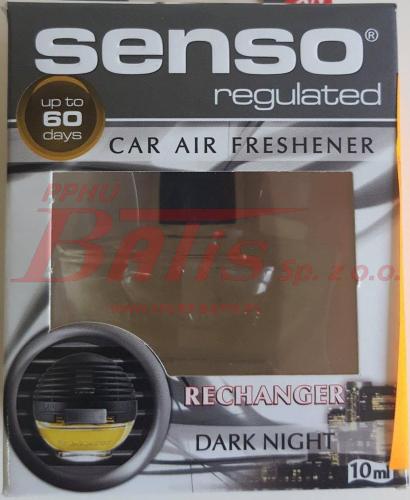 senso®
regulated
up to
60
days
CAR AIR FRESHENER
PPHU
Batis Sp. z o.o.
RECHANGER
DARK NIGHT
10ml